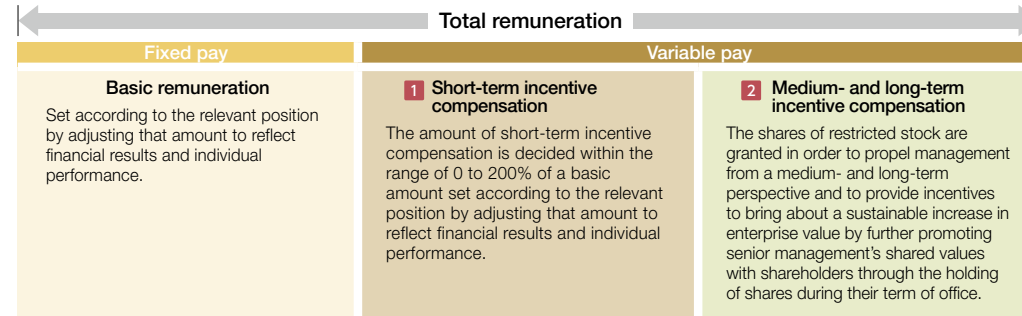 Total remuneration
Fixed pay
Variable pay
Basic remuneration
Set according to the relevant position
by adjusting that amount to reflect
financial results and individual
performance.
1 Short-term incentive
compensation
The amount of short-term incentive
compensation is decided within the
range of 0 to 200% of a basic
amount set according to the relevant
position by adjusting that amount to
reflect financial results and individual
performance.
2 Medium- and long-term
incentive compensation
The shares of restricted stock are
granted in order to propel management
from a medium- and long-term
perspective and to provide incentives
to bring about a sustainable increase in
enterprise value by further promoting
senior management’s shared values
with shareholders through the holding
of shares during their term of office.